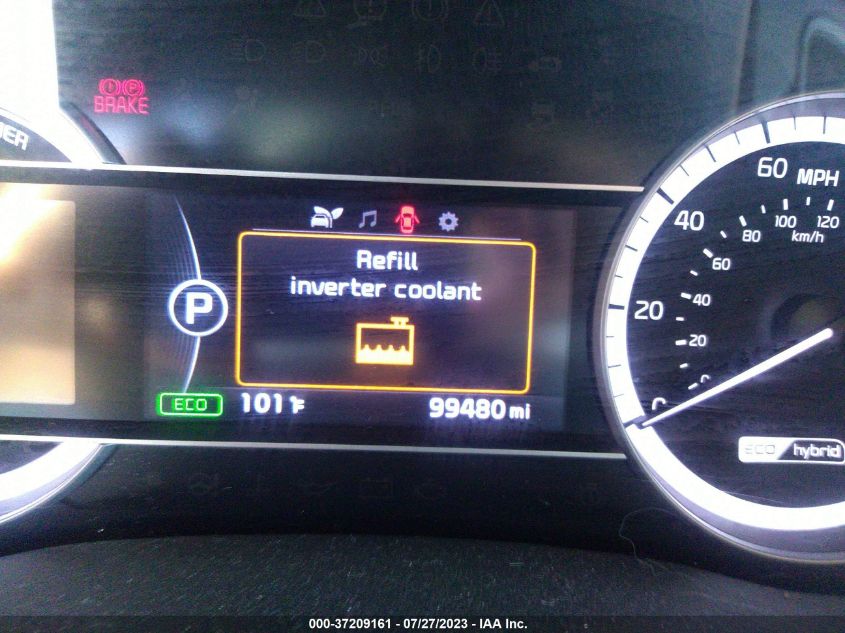 BRAKE
Refill
inverter coolant
P
ECO
101°F
99480 mi
60 MPH
40
20
0
100 120
km/h
80
60
40
20
0
ECO hybrid
000-37209161 - 07/27/2023 - IAA Inc.